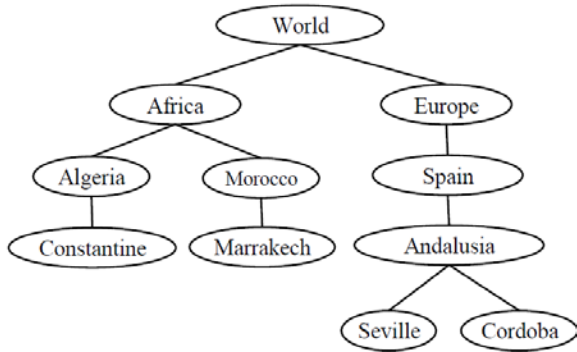 World
Africa
Europe
Algeria
Morocco
Spain
Constantine
Marrakech
Andalusia
Seville
Cordoba